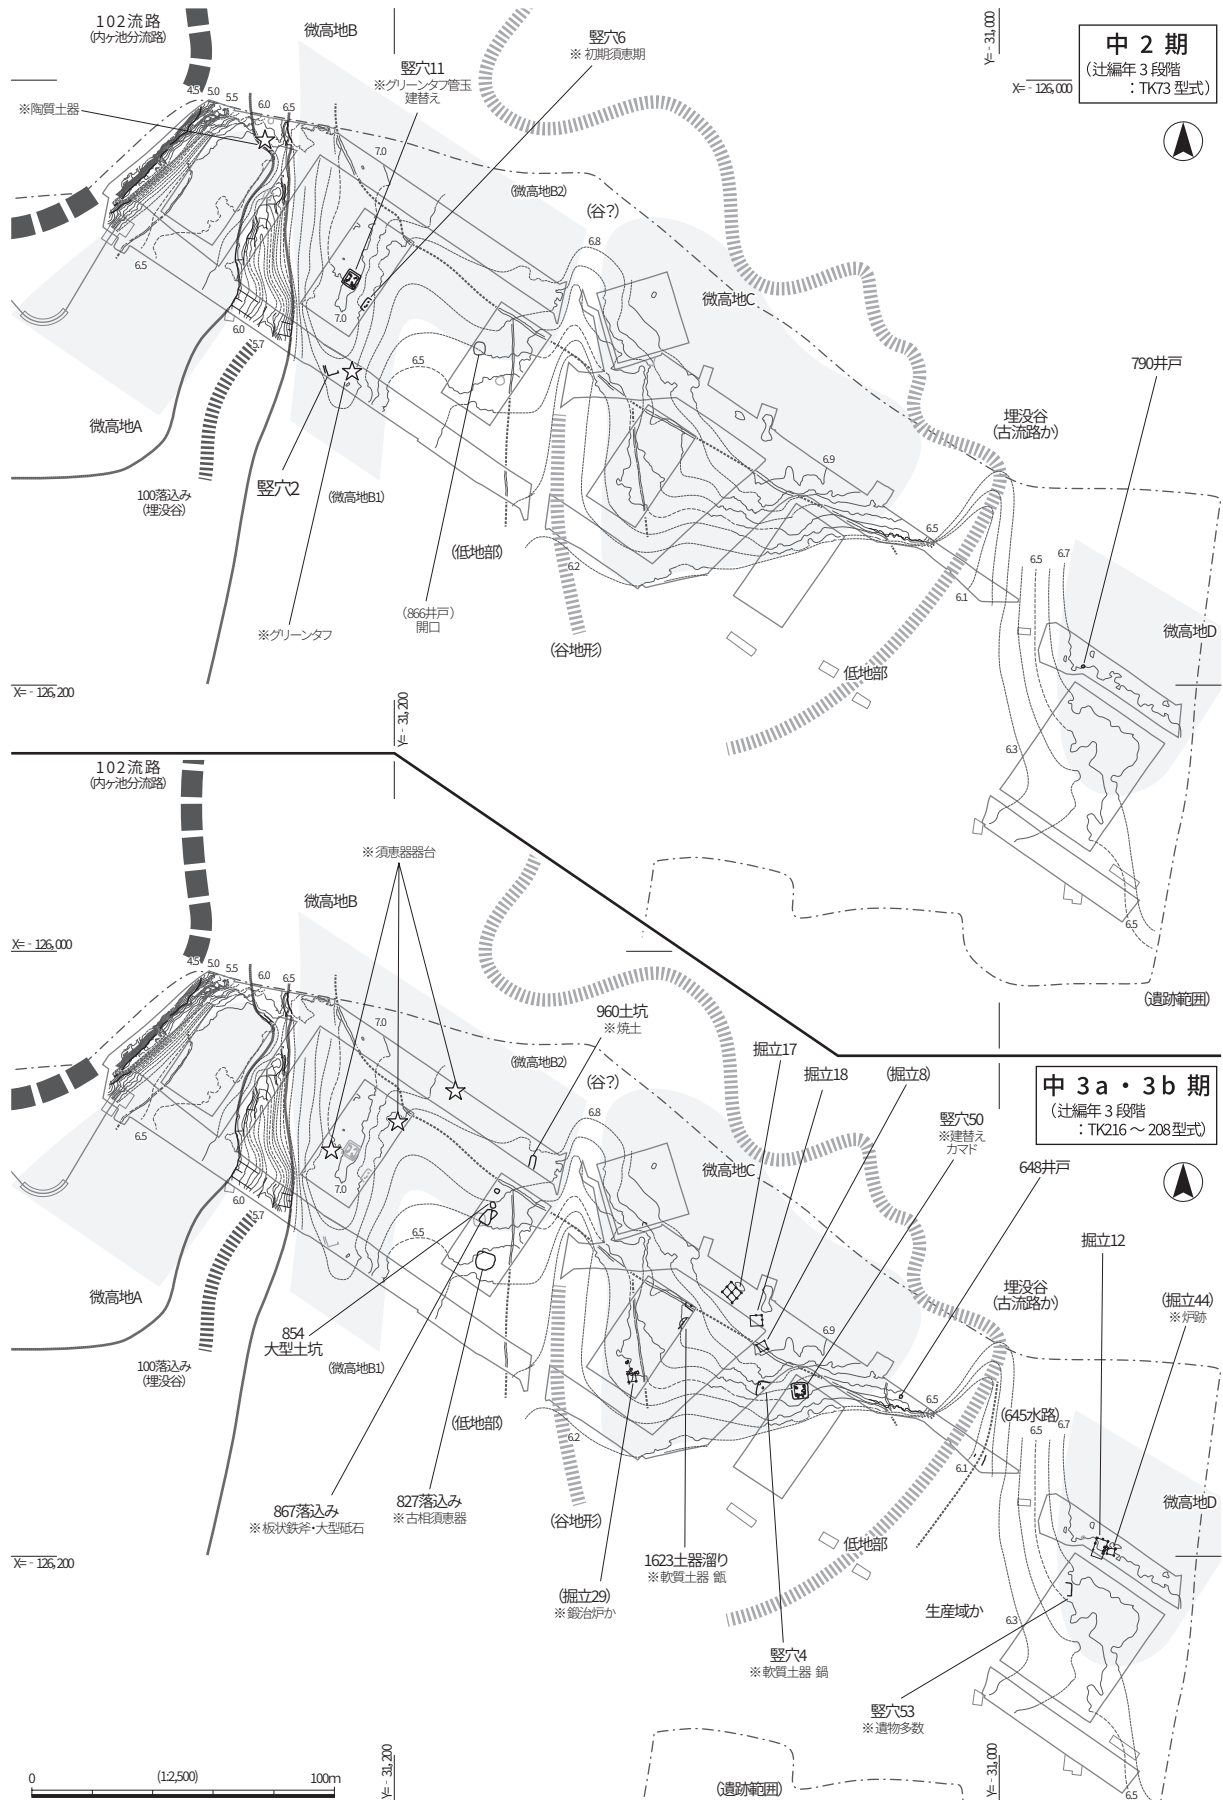 102流路
(内ヶ池分流路)
微高地B
竪穴6
※ 初期須恵期
竪穴11
※グリーンタフ管玉
建替え
Y=－31,000
X=－126,000
中 2 期
(辻編年３段階
：TK73 型式)
※陶質土器
4.5
5.0
5.5
6.0
6.5
7.0
(微高地B2)
(谷?)
6.8
微高地C
6.5
7.0
6.0
5.7
6.5
790井戸
埋没谷
(古流路か)
微高地A
100落込み
(埋没谷)
竪穴2
(微高地B1)
6.9
6.5
(低地部)
6.2
6.5
6.7
6.1
(866井戸)
開口
※グリーンタフ
(谷地形)
微高地D
低地部
X=－126,200
Y=－31,200
6.3
6.5
(遺跡範囲)
102流路
(内ヶ池分流路)
※ 須恵器器台
微高地B
X=－126,000
4.5
5.0
5.5
6.0
6.5
7.0
960土坑
※ 焼土
(微高地B2)
(谷?)
6.8
掘立17
掘立18
(掘立8)
竪穴50
※建替え
カマド
648井戸
中 3a・3b 期
(辻編年３段階
：TK216 ～ 208 型式)
微高地C
掘立12
(掘立44)
※ 炉跡
6.5
7.0
6.0
5.7
6.5
埋没谷
(古流路か)
微高地A
100落込み
(埋没谷)
854
大型土坑
(微高地B1)
6.9
6.5
(低地部)
6.2
(645水路)
6.5
6.7
6.1
867落込み
※ 板状鉄斧・大型砥石
827落込み
※ 古相須恵器
(谷地形)
微高地D
低地部
X=－126,200
1623土器溜り
※ 軟質土器 甑
(掘立29)
※ 鍛冶炉か
生産域か
6.3
竪穴4
※ 軟質土器 鍋
竪穴53
※ 遺物多数
0
(1:2,500)
100m
Y=－31,200
(遺跡範囲)
Y=－31,000
6.5